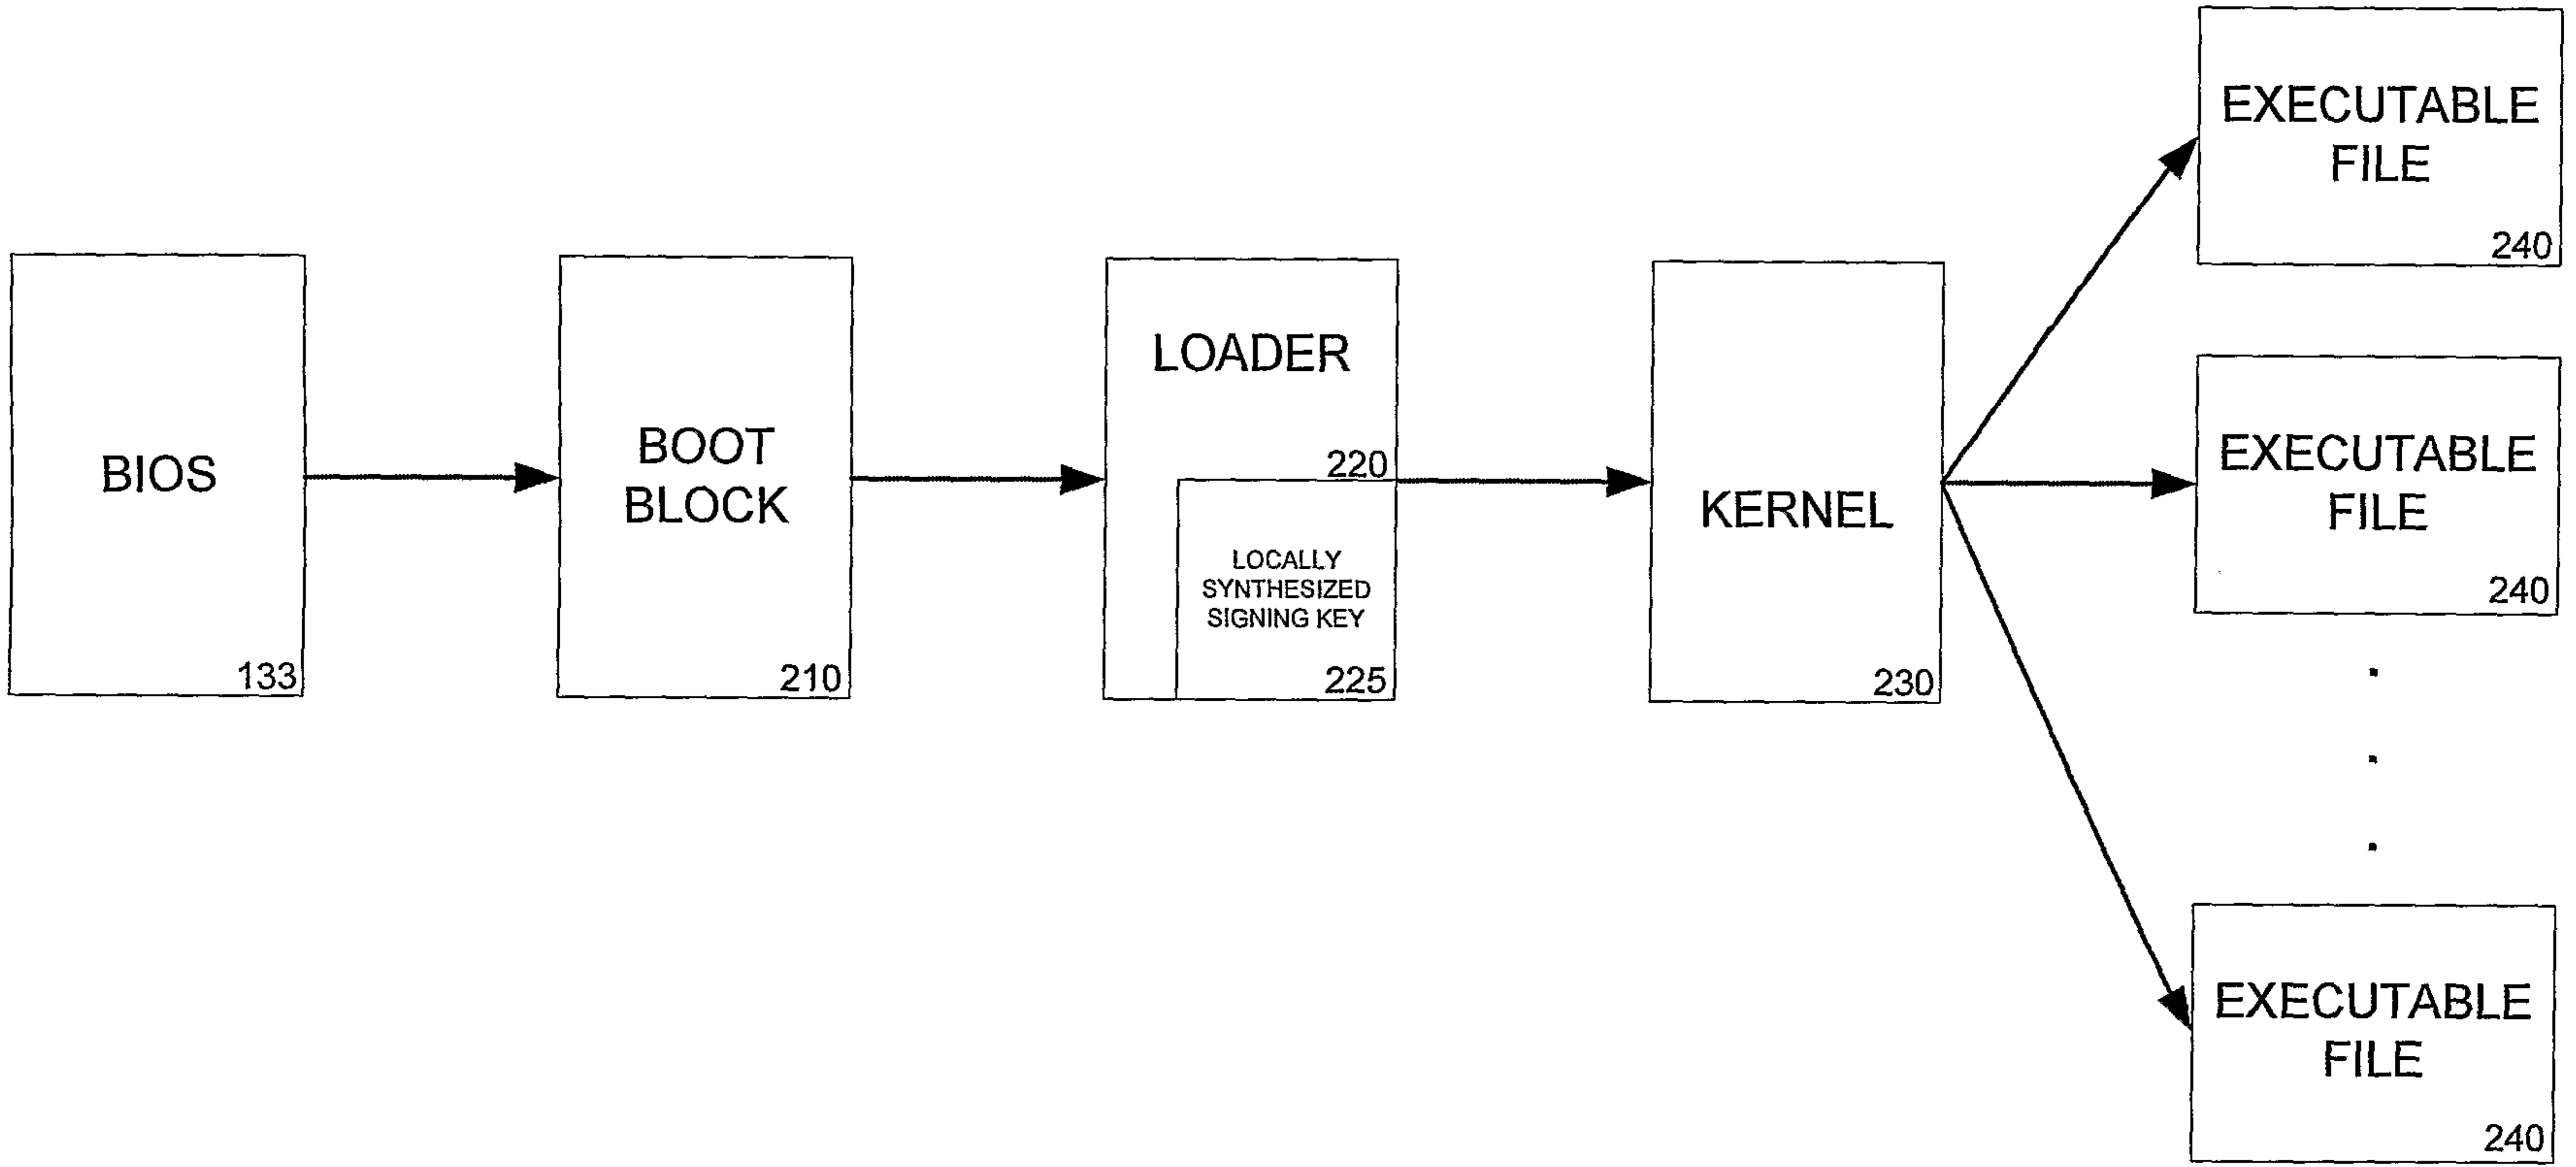 BIOS
133
BOOT
BLOCK
210
LOADER
220
LOCALLY
SYNTHESIZED
SIGNING KEY
225
KERNEL
230
EXECUTABLE
FILE
240
EXECUTABLE
FILE
240
EXECUTABLE
FILE
240